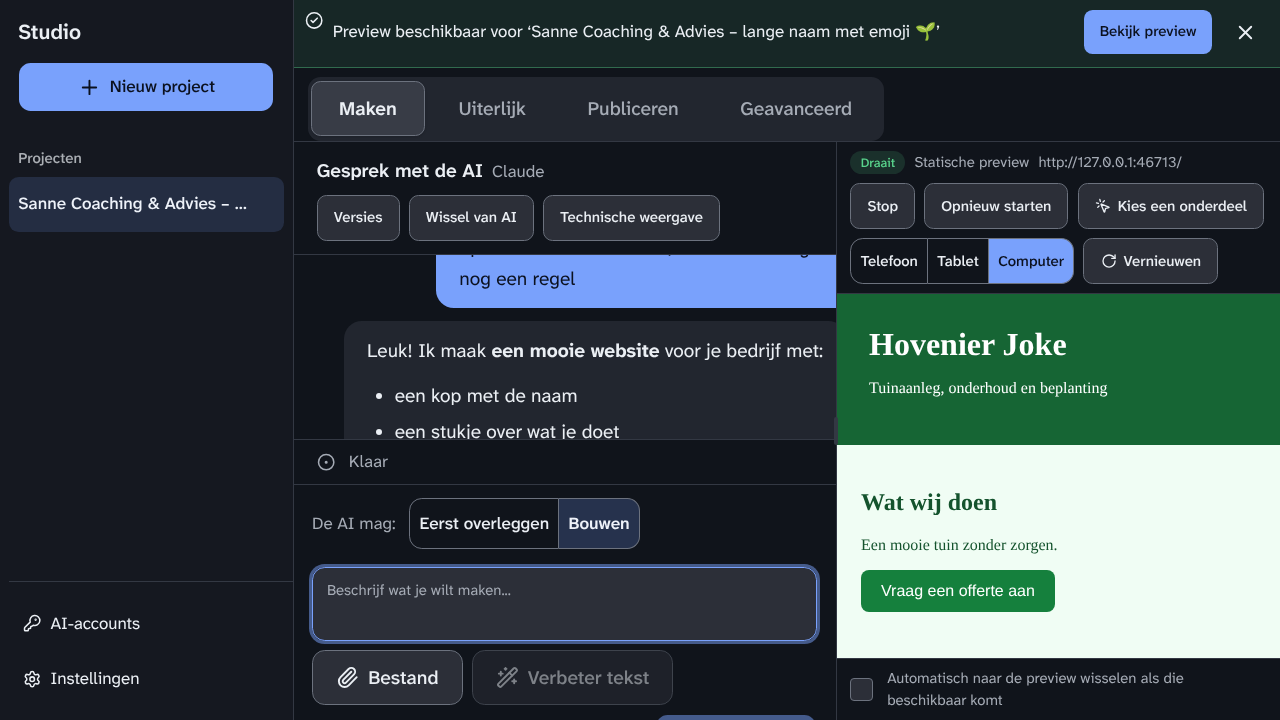 Studio
Nieuw project
Projecten
Sanne Coaching & Advies – ...
AI-accounts
Instellingen
Preview beschikbaar voor ‘Sanne Coaching & Advies – lange naam met emoji 🌱’
Bekijk preview
Maken
Uiterlijk
Publiceren
Geavanceerd
Gesprek met de AI Claude
Versies
Wissel van AI
Technische weergave
nog een regel
Leuk! Ik maak een mooie website voor je bedrijf met:
• een kop met de naam
• een stukje over wat je doet
Klaar
De AI mag:
Eerst overleggen
Bouwen
Beschrijf wat je wilt maken...
Bestand
Verbeter tekst
Draait
Statische preview http://127.0.0.1:46713/
Stop
Opnieuw starten
Kies een onderdeel
Telefoon
Tablet
Computer
Vernieuwen
Hovenier Joke
Tuinaanleg, onderhoud en beplanting
Wat wij doen
Een mooie tuin zonder zorgen.
Vraag een offerte aan
Automatisch naar de preview wisselen als die
beschikbaar komt